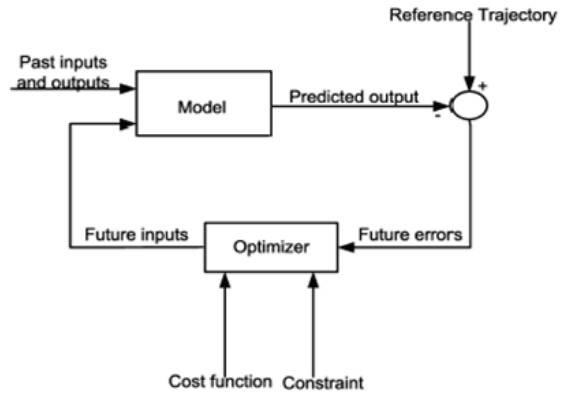 Reference Trajectory
Past inputs
and outputs
+
Model
Predicted output
-
Future inputs
Optimizer
Future errors
Cost function
Constraint